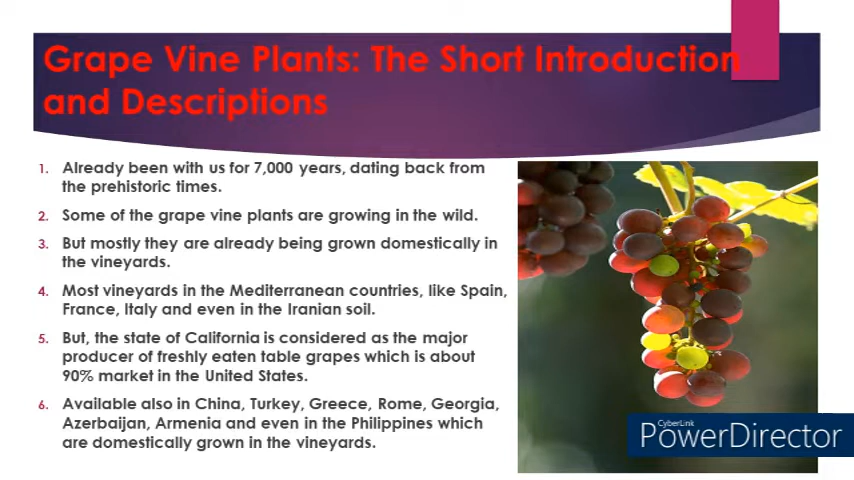 Grape Vine Plants: The Short Introduction
and Descriptions
1. Already been with us for 7,000 years, dating back from
the prehistoric times.
2. Some of the grape vine plants are growing in the wild.
3. But mostly they are already being grown domestically in
the vineyards.
4. Most vineyards in the Mediterranean countries, like Spain,
France, Italy and even in the Iranian soil.
5. But, the state of California is considered as the major
producer of freshly eaten table grapes which is about
90% market in the United States.
6. Available also in China, Turkey, Greece, Rome, Georgia,
Azerbaijan, Armenia and even in the Philippines which
are domestically grown in the vineyards.
CyberLink
PowerDirector